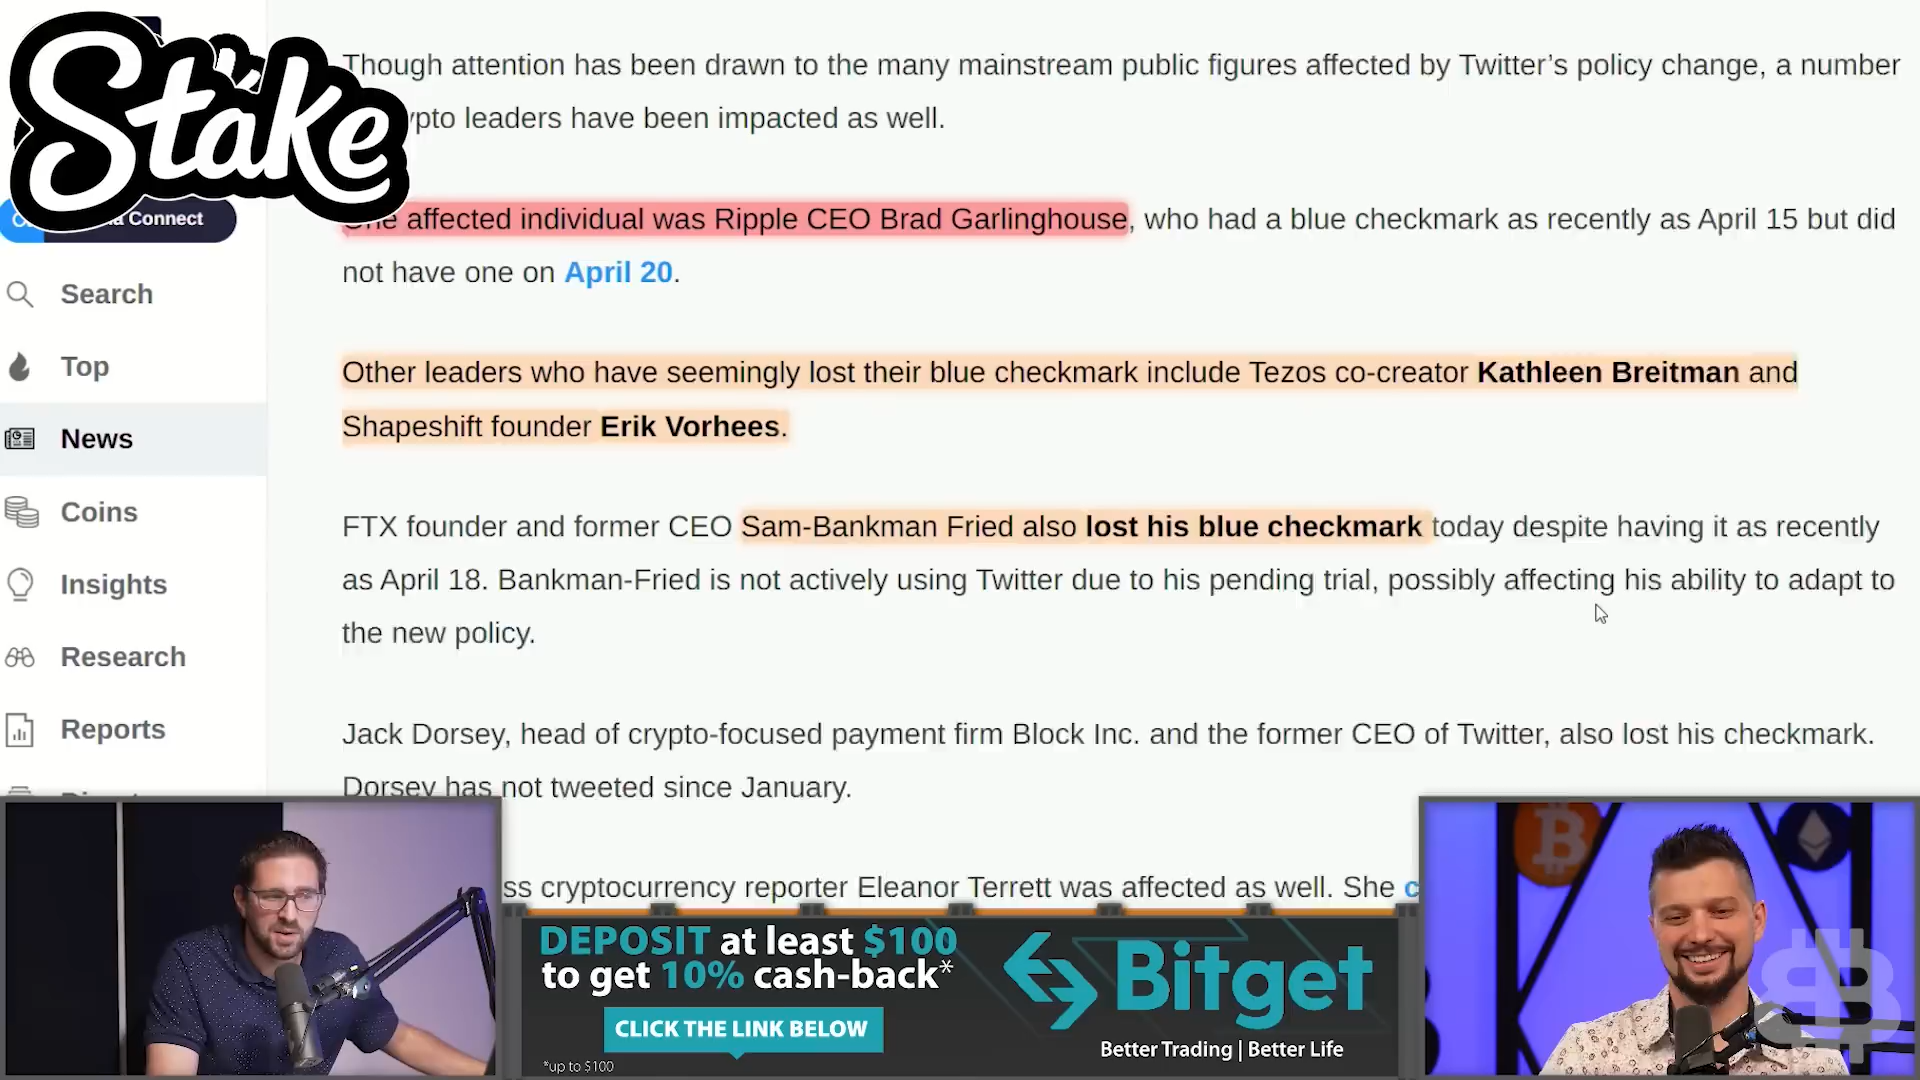 Stake
Though attention has been drawn to the many mainstream public figures affected by Twitter's policy change, a number
ypto leaders have been impacted as well.
Connect
One affected individual was Ripple CEO Brad Garlinghouse, who had a blue checkmark as recently as April 15 but did
not have one on April 20.
Search
Top
Other leaders who have seemingly lost their blue checkmark include Tezos co-creator Kathleen Breitman and
Shapeshift founder Erik Vorhees.
News
Coins
FTX founder and former CEO Sam-Bankman Fried also lost his blue checkmark today despite having it as recently
as April 18. Bankman-Fried is not actively using Twitter due to his pending trial, possibly affecting his ability to adapt to
the new policy.
Insights
Research
Reports
Jack Dorsey, head of crypto-focused payment firm Block Inc. and the former CEO of Twitter, also lost his checkmark.
Dorsey has not tweeted since January.
ss cryptocurrency reporter Eleanor Terrett was affected as well. She c
DEPOSIT at least $100
to get 10% cash-back*
CLICK THE LINK BELOW
*up to $100
Bitget
Better Trading | Better Life